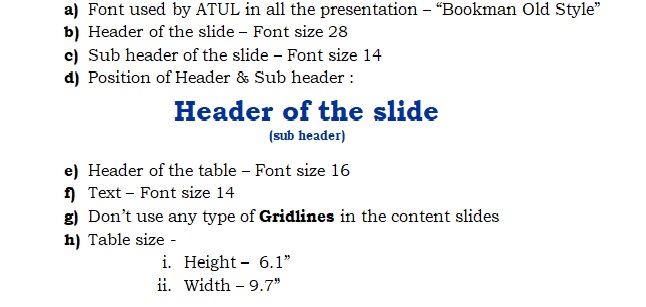 a) Font used by ATUL in all the presentation – “Bookman Old Style”
b) Header of the slide – Font size 28
c) Sub header of the slide – Font size 14
d) Position of Header & Sub header :
Header of the slide
(sub header)
e) Header of the table – Font size 16
f) Text – Font size 14
g) Don’t use any type of Gridlines in the content slides
h) Table size -
i. Height – 6.1”
ii. Width – 9.7”